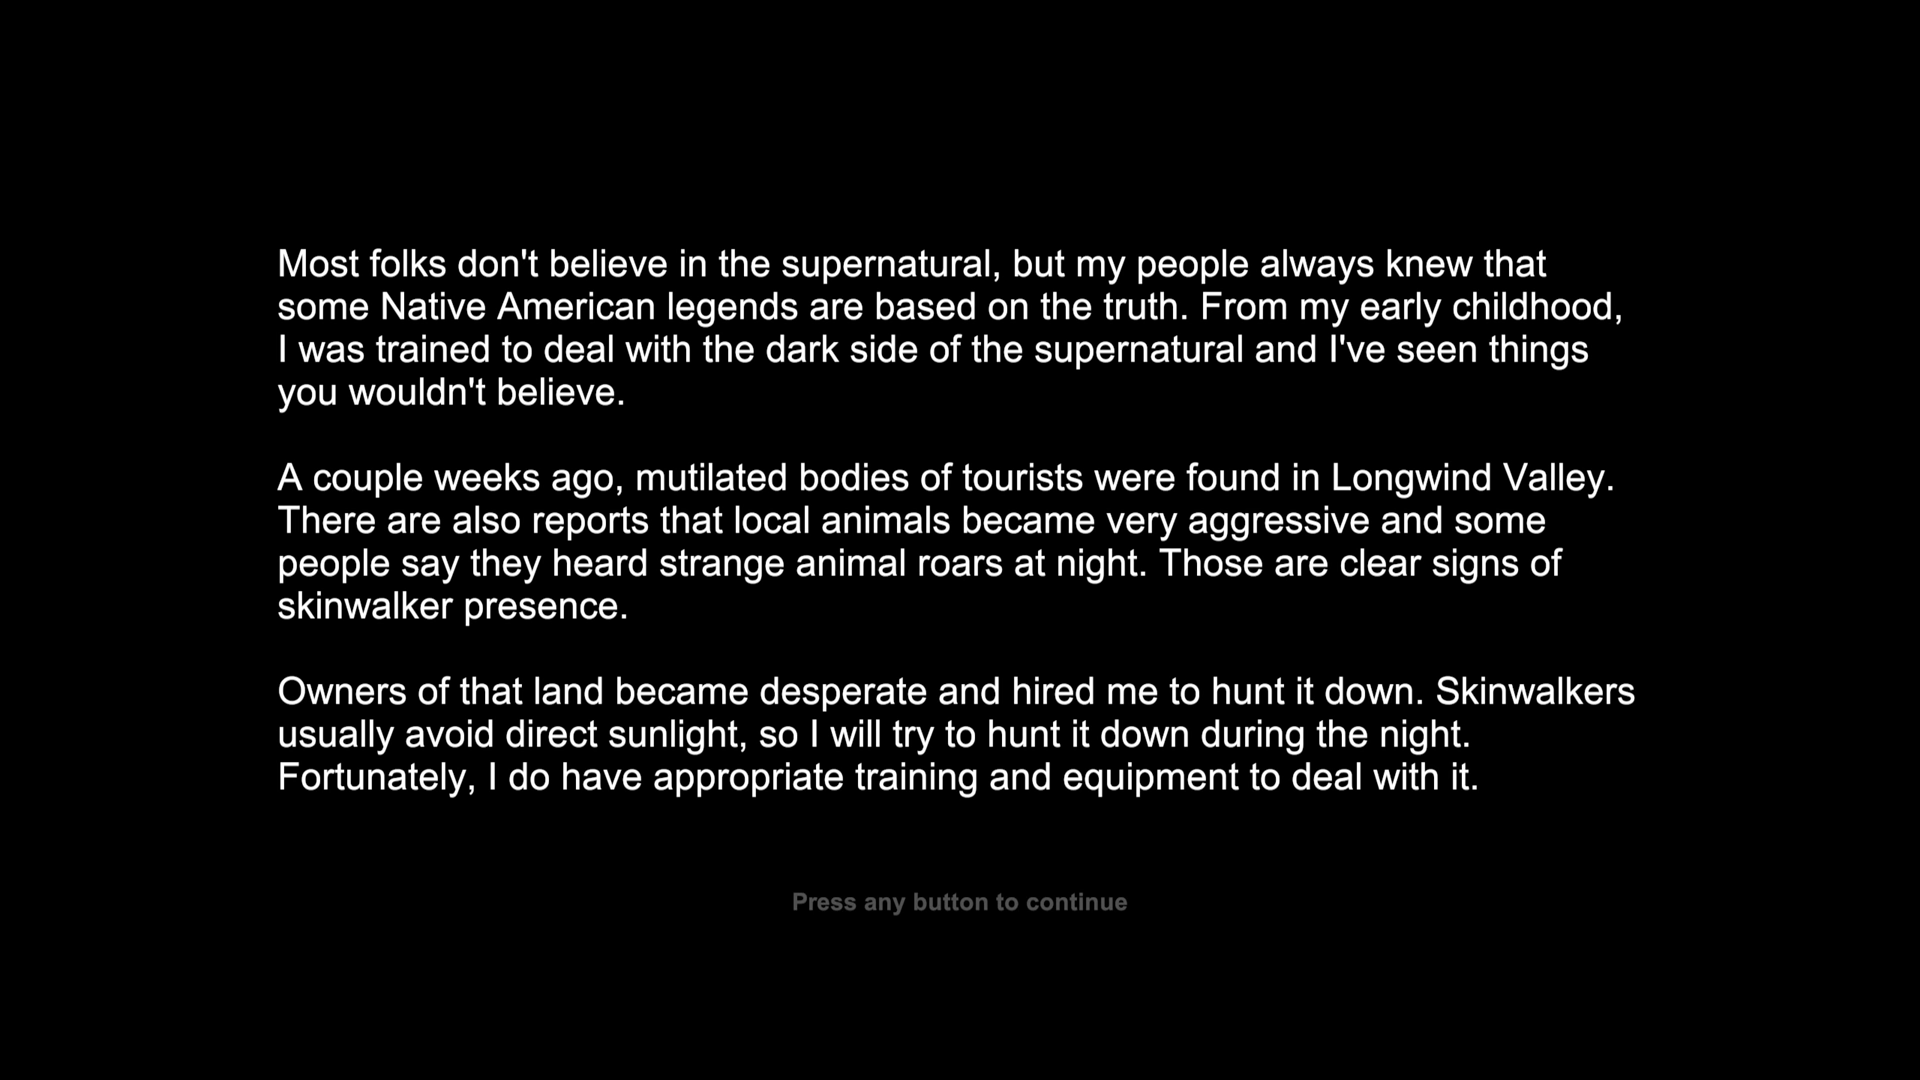 Most folks don't believe in the supernatural, but my people always knew that
some Native American legends are based on the truth. From my early childhood,
I was trained to deal with the dark side of the supernatural and I've seen things
you wouldn't believe.
A couple weeks ago, mutilated bodies of tourists were found in Longwind Valley.
There are also reports that local animals became very aggressive and some
people say they heard strange animal roars at night. Those are clear signs of
skinwalker presence.
Owners of that land became desperate and hired me to hunt it down. Skinwalkers
usually avoid direct sunlight, so I will try to hunt it down during the night.
Fortunately, I do have appropriate training and equipment to deal with it.
Press any button to continue